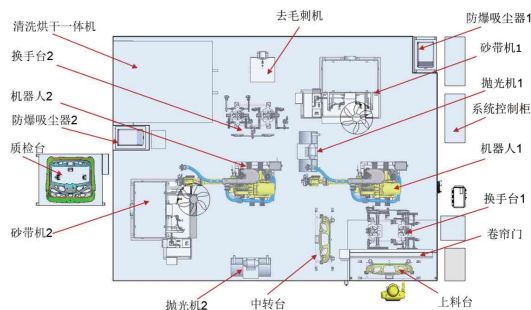 清洗烘干一体机
换手台2
机器人2
防爆吸尘器2
质检台
砂带机2
去毛刺机
防爆吸尘器1
砂带机1
抛光机1
系统控制柜
机器人1
换手台1
卷帘门
抛光机2
中转台
上料台